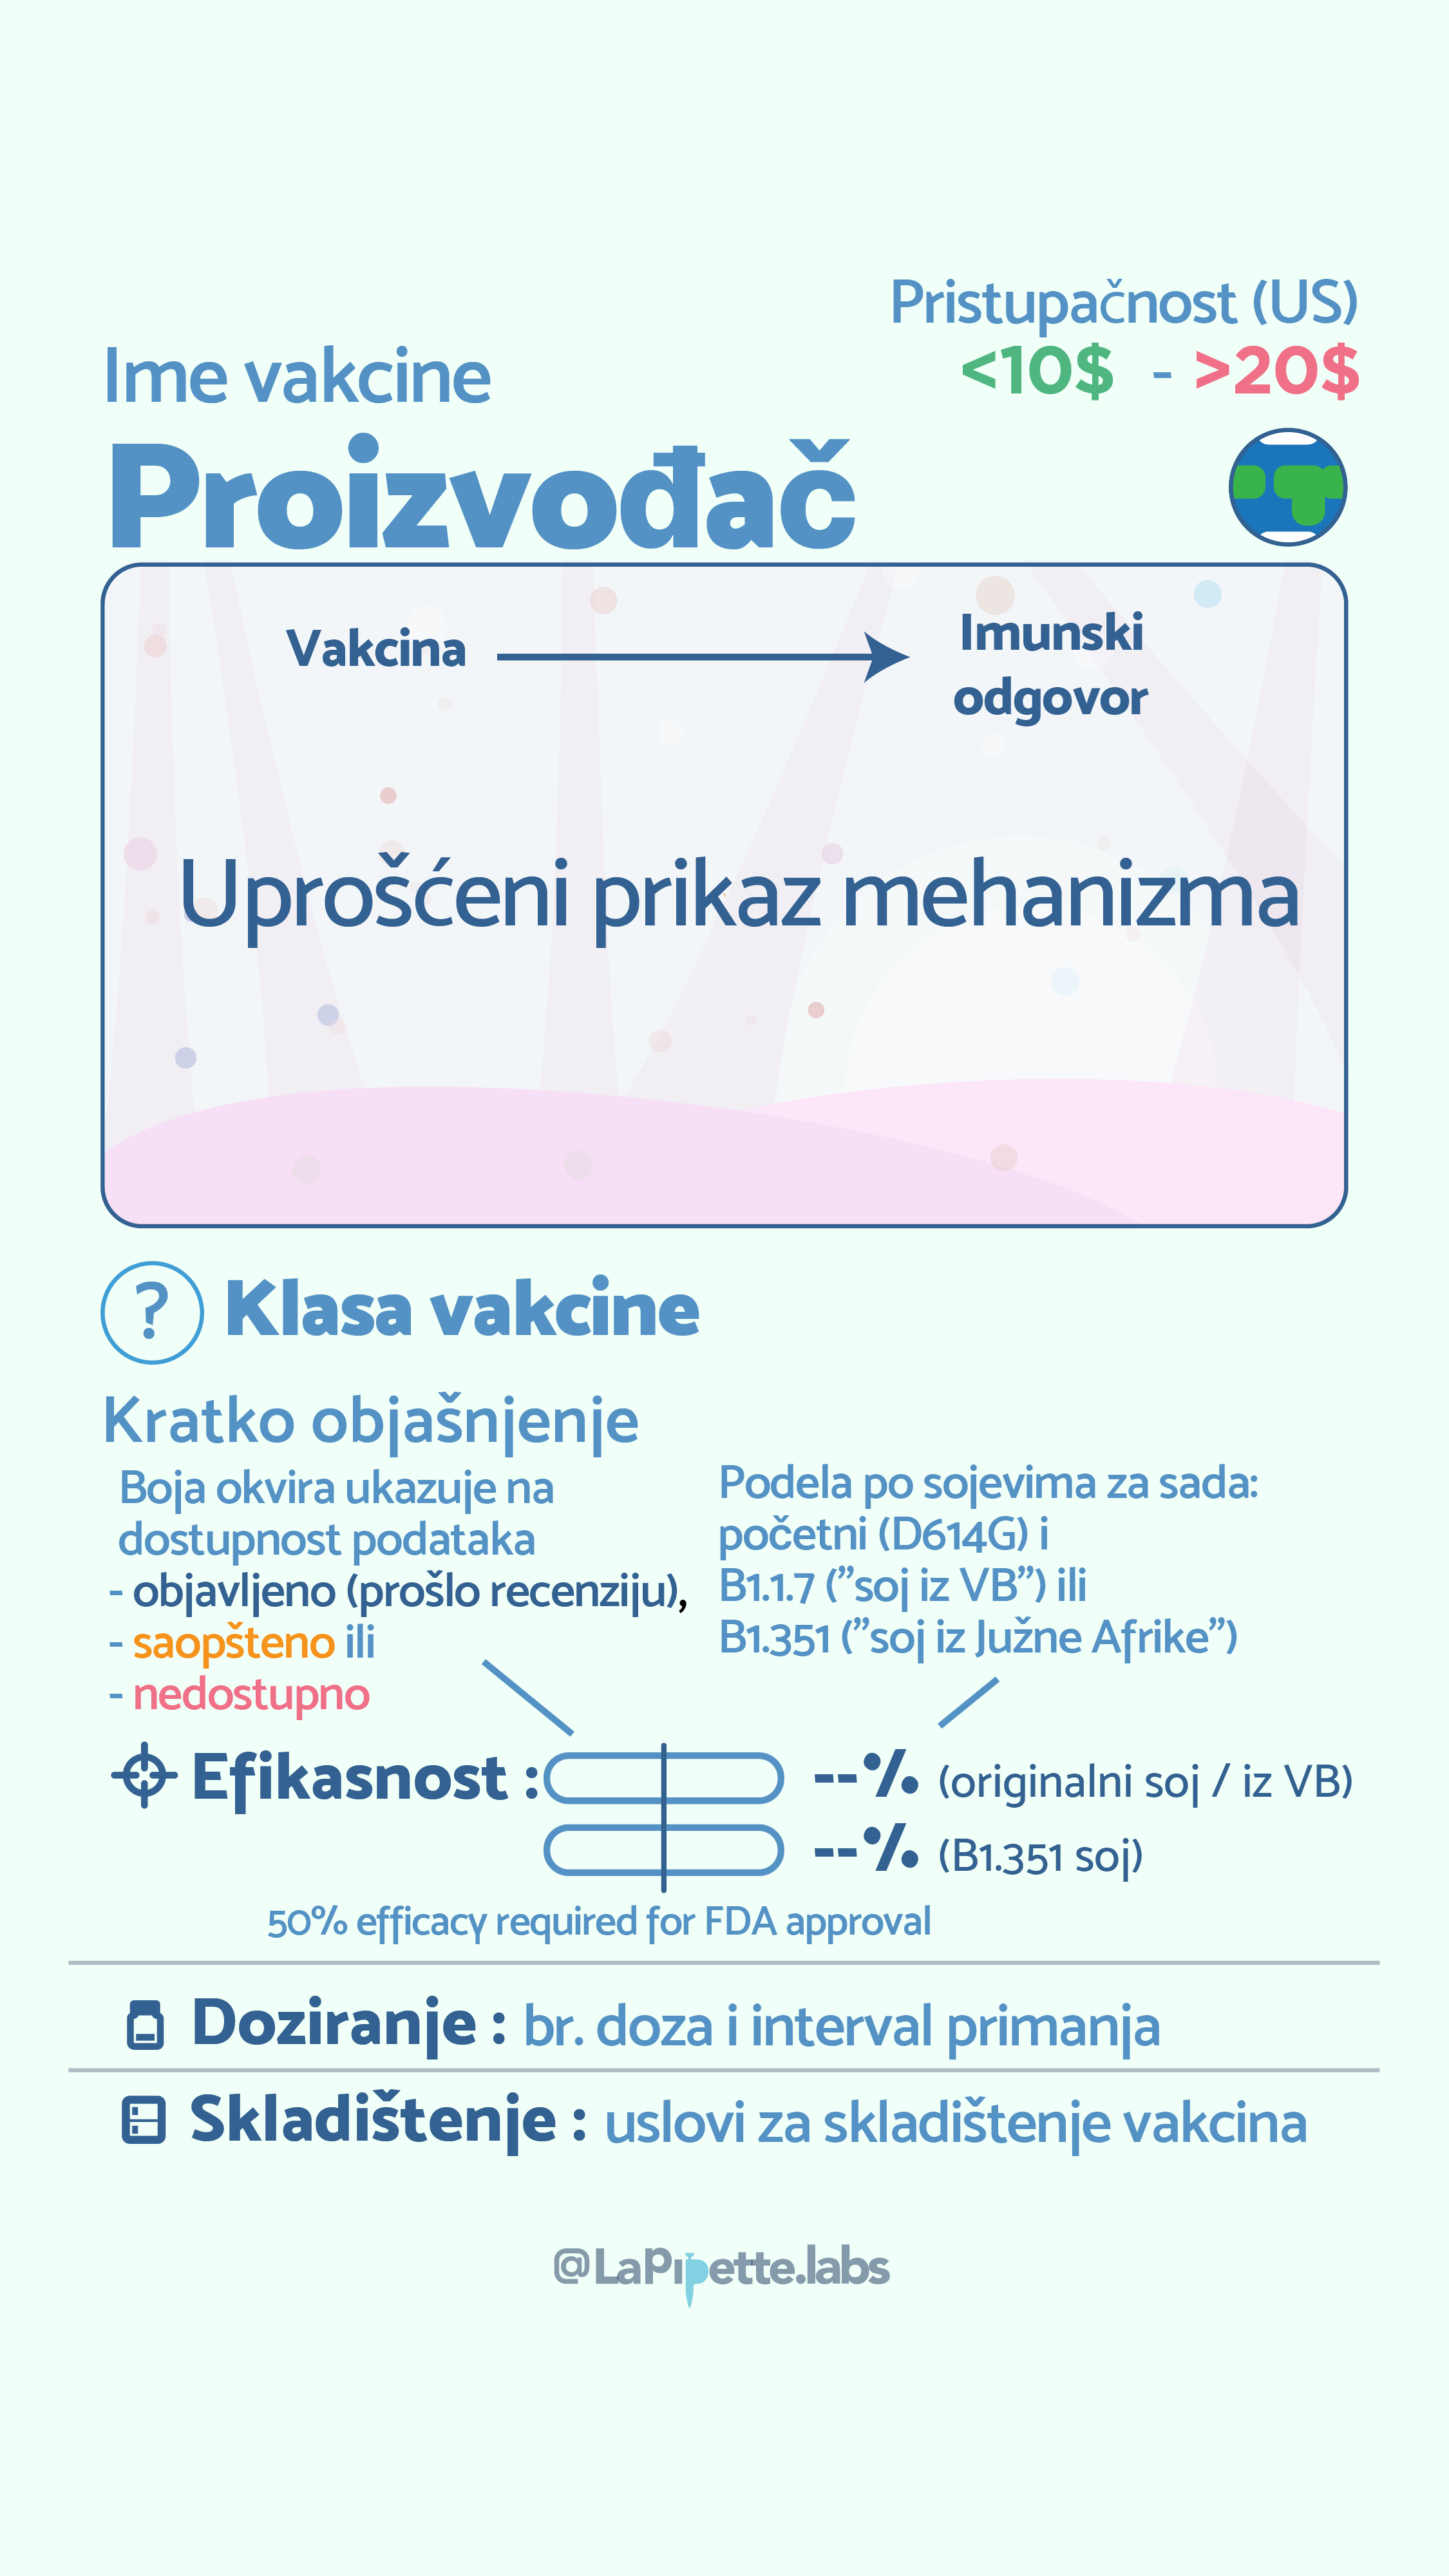 Pristupačnost (US)
<10$ - >20$
Ime vakcine
Proizvođač
Vakcina
Imunski
odgovor
Uprošćeni prikaz mehanizma
? Klasa vakcine
Kratko objašnjenje
Boja okvira ukazuje na
dostupnost podataka
- objavljeno (prošlo recenziju),
- saopšteno ili
- nedostupno
Podela po sojevima za sada:
početni (D614G) i
B1.1.7 ("soj iz VB") ili
B1.351 ("soj iz Južne Afrike")
Efikasnost : --% (originalni soj / iz VB)
--% (B1.351 soj)
50% efficacy required for FDA approval
Doziranje : br. doza i interval primanja
Skladištenje : uslovi za skladištenje vakcina
@LaPipette.labs